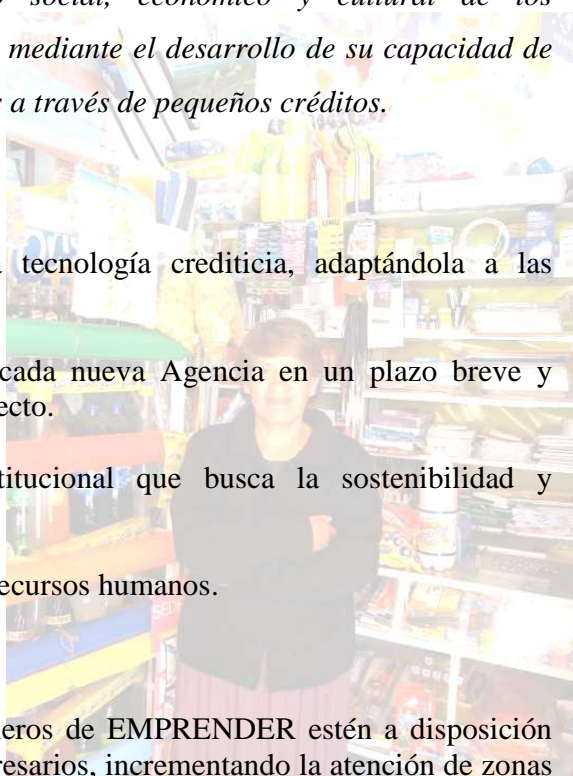 social, económico y cultural de los
mediante el desarrollo de su capacidad de
a través de pequeños créditos.
tecnología crediticia, adaptándola a las
cada nueva Agencia en un plazo breve y
ecto.
titucional que busca la sostenibilidad y
ecursos humanos.
eros de EMPRENDER estén a disposición
resarios, incrementando la atención de zonas